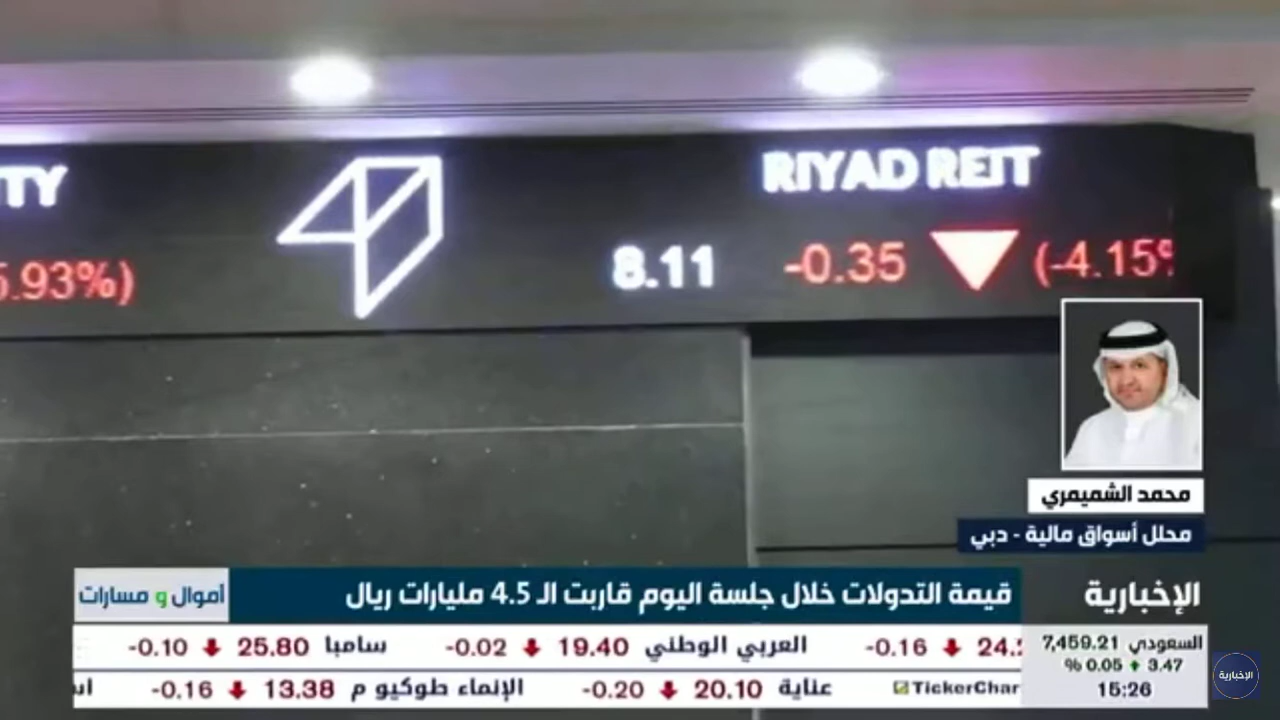 TY
RIYAD REIT
5.93%)
8.11 -0.35 (-4.15%
محمد الشميمري
محلل أسواق مالية - دبي
الإخبارية
قيمة التدولات خلال جلسة اليوم قاربت الـ 4.5 مليارات ريال
أموال و مسارات
السعودي 7,459.21
% 0.05 3.47
15:26
24. -0.16 العربي الوطني 19.40 -0.02 سامبا 25.80 -0.10
TickerChar عناية 20.10 -0.20 الإنماء طوكيو م 13.38 -0.16
الإخبارية